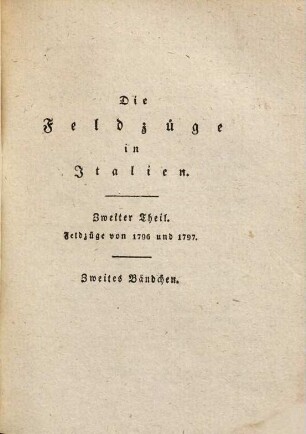 Die
Feldzüge
in
Italien.
Zweiter Theil.
Feldzüge von 1796 und 1797.
Zweites Bändchen.